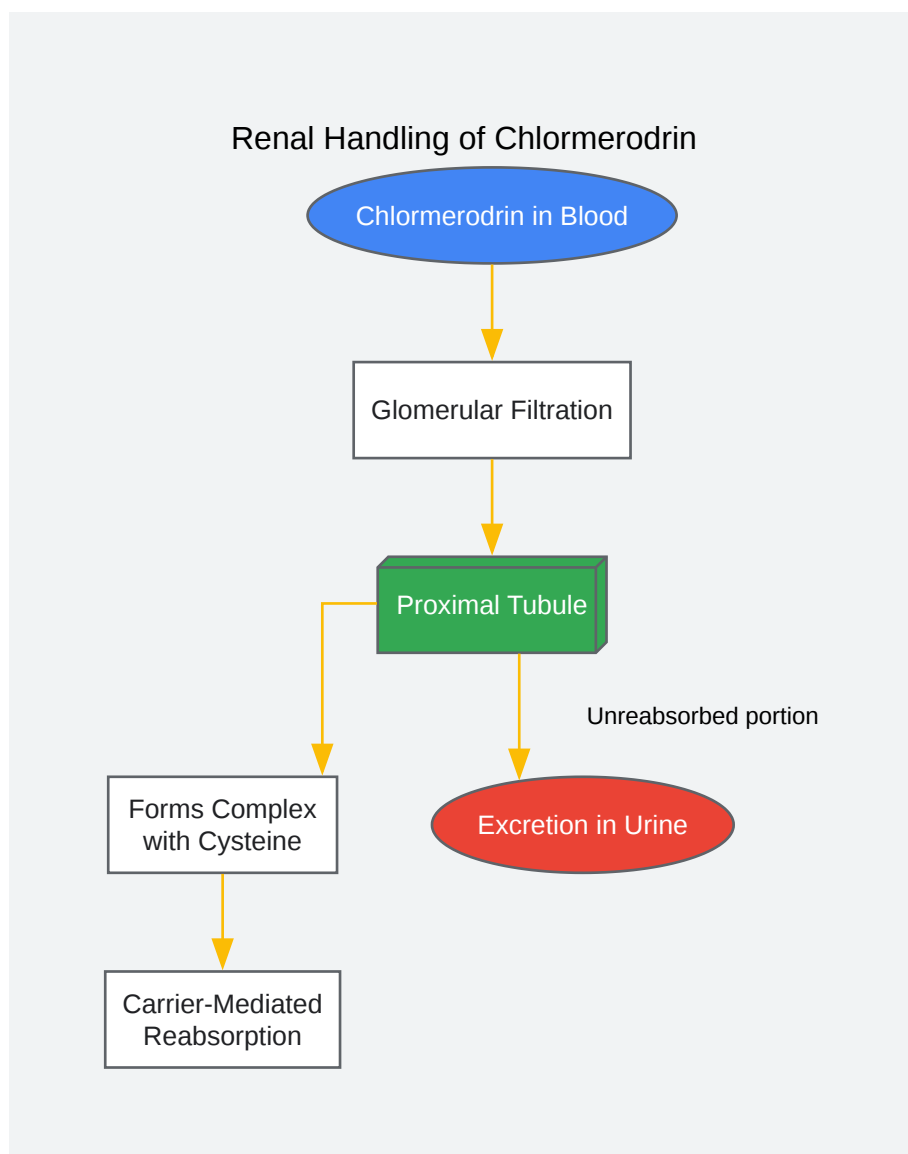 Renal Handling of Chlormerodrin
Chlormerodrin in Blood
Glomerular Filtration
Proximal Tubule
Unreabsorbed portion
Forms Complex
with Cysteine
Excretion in Urine
Carrier-Mediated
Reabsorption